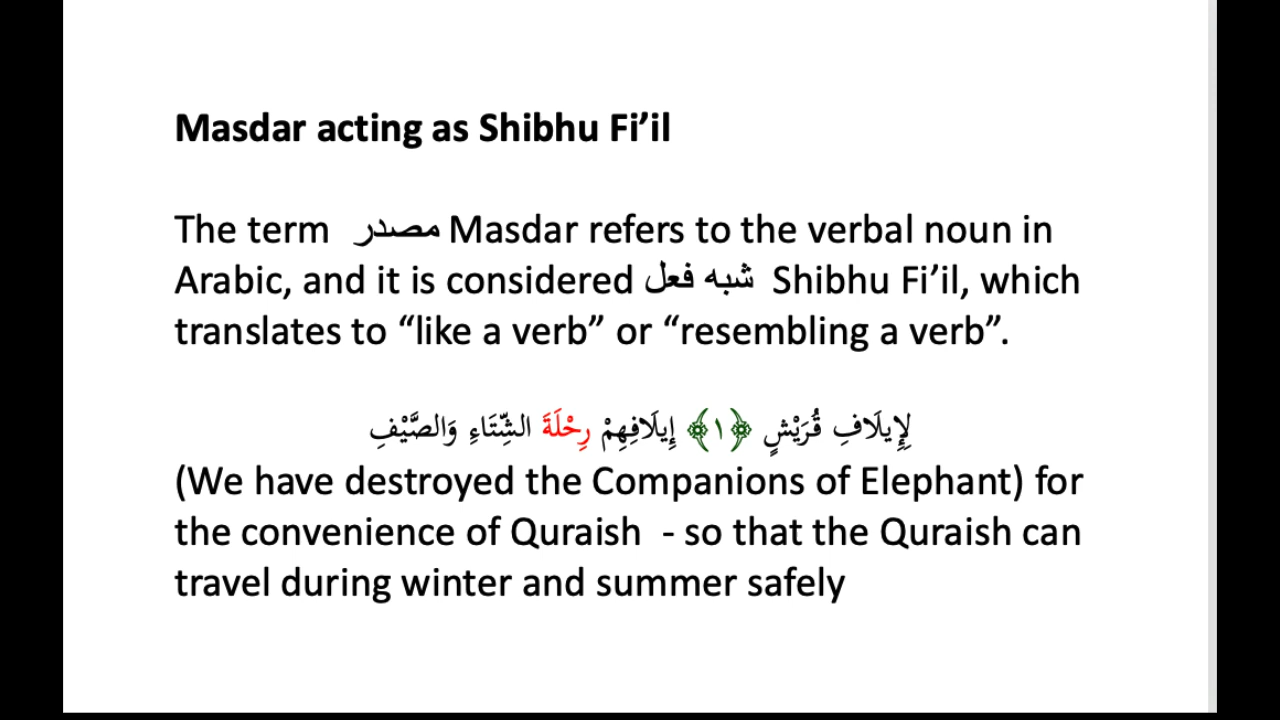 Masdar acting as Shibhu Fi’il
The term مصدر Masdar refers to the verbal noun in
Arabic, and it is considered شبه فعل Shibhu Fi’il, which
translates to “like a verb” or “resembling a verb”.
لِإِيلَافِ قُرَيْشٍ ﴿١﴾ إِيلَافِهِمْ رِحْلَةَ الشِّتَاءِ وَالصَّيْفِ
(We have destroyed the Companions of Elephant) for
the convenience of Quraish - so that the Quraish can
travel during winter and summer safely